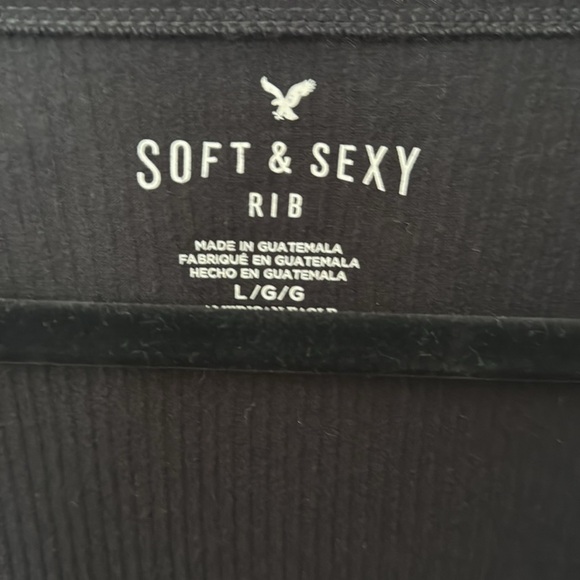 SOFT & SEXY
RIB
MADE IN GUATEMALA
FABRIQUÉ EN GUATEMALA
HECHO EN GUATEMALA
L/G/G